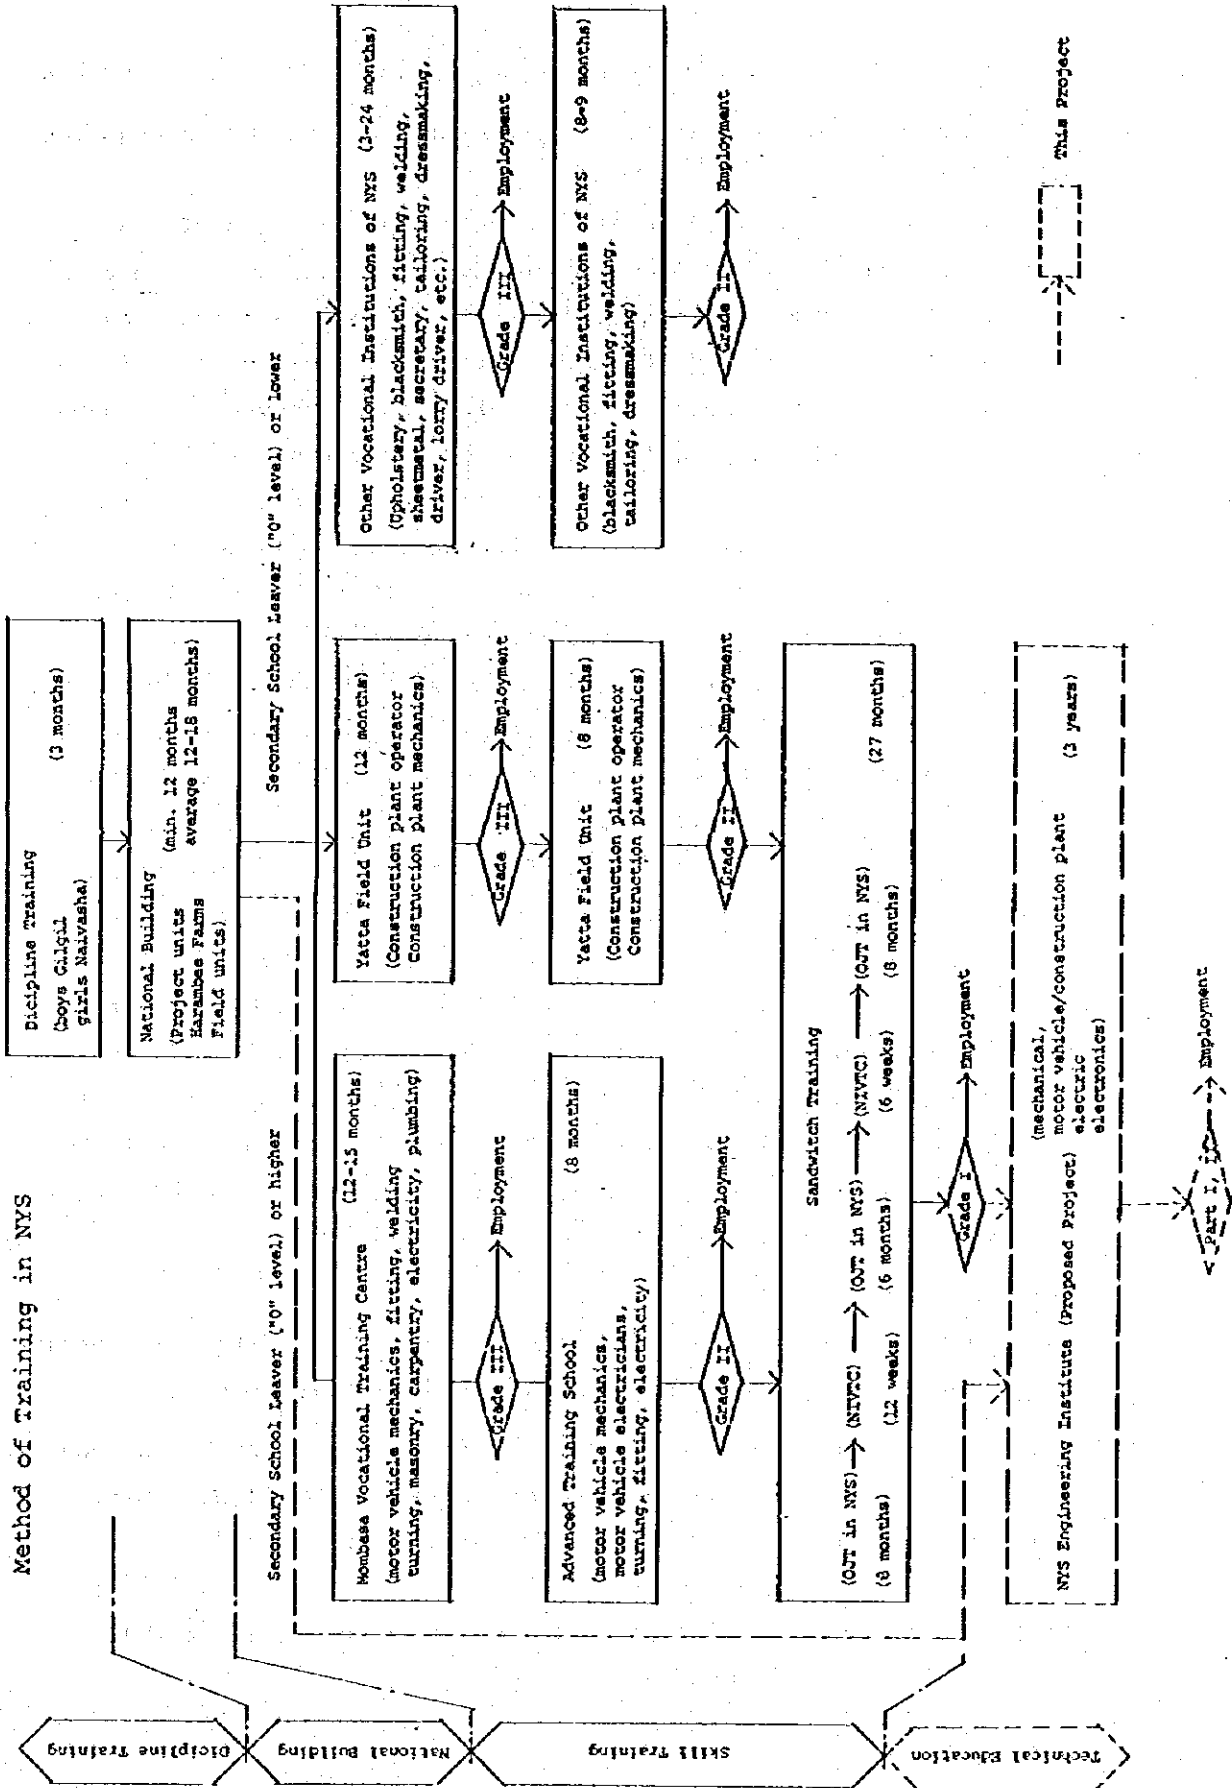 Method of Training in NYS
Dicipline Training (3 months)
(boys Gilgil
girls Naivasha)
National Building (min. 12 months
(Project units average 12-18 months)
Harambee Farms
Field units)
Secondary School Leaver ("O" level) or higher
Secondary School Leaver ("O" level) or lower
Mombasa Vocational Training Centre (12-15 months)
(motor vehicle mechanics, fitting, welding
turning, masonry, carpentry, electricity, plumbing)
Yatta Field Unit (12 months)
(Construction plant operator
Construction plant mechanics)
Other Vocational Institutions of NYS (3-24 months)
(Upholstery, blacksmith, fitting, welding,
sheetmetal, secretary, tailoring, dressmaking,
driver, lorry driver, etc.)
Grade III Employment
Grade III Employment
Grade III Employment
Advanced Training School (8 months)
(motor vehicle mechanics,
motor vehicle electricians,
turning, fitting, electricity)
Yatta Field Unit (8 months)
(Construction plant operator
Construction plant mechanics)
Other Vocational Institutions of NYS (8-9 months)
(blacksmith, fitting, welding,
tailoring, dressmaking)
Grade II Employment
Grade II Employment
Grade II Employment
Sandwitch Training
(OJT in NYS) (NIVTC) (OJT in NYS) (NIVTC) (OJT in NYS)
(8 months) (12 weeks) (6 months) (6 weeks) (8 months) (27 months)
Grade I Employment
NYS Engineering Institute (Proposed Project) (3 years)
(mechanical,
motor vehicle/construction plant
electric
electronics)
Part I, II Employment
This Project
Dicipline Training
National Building
Skill Training
Technical Education